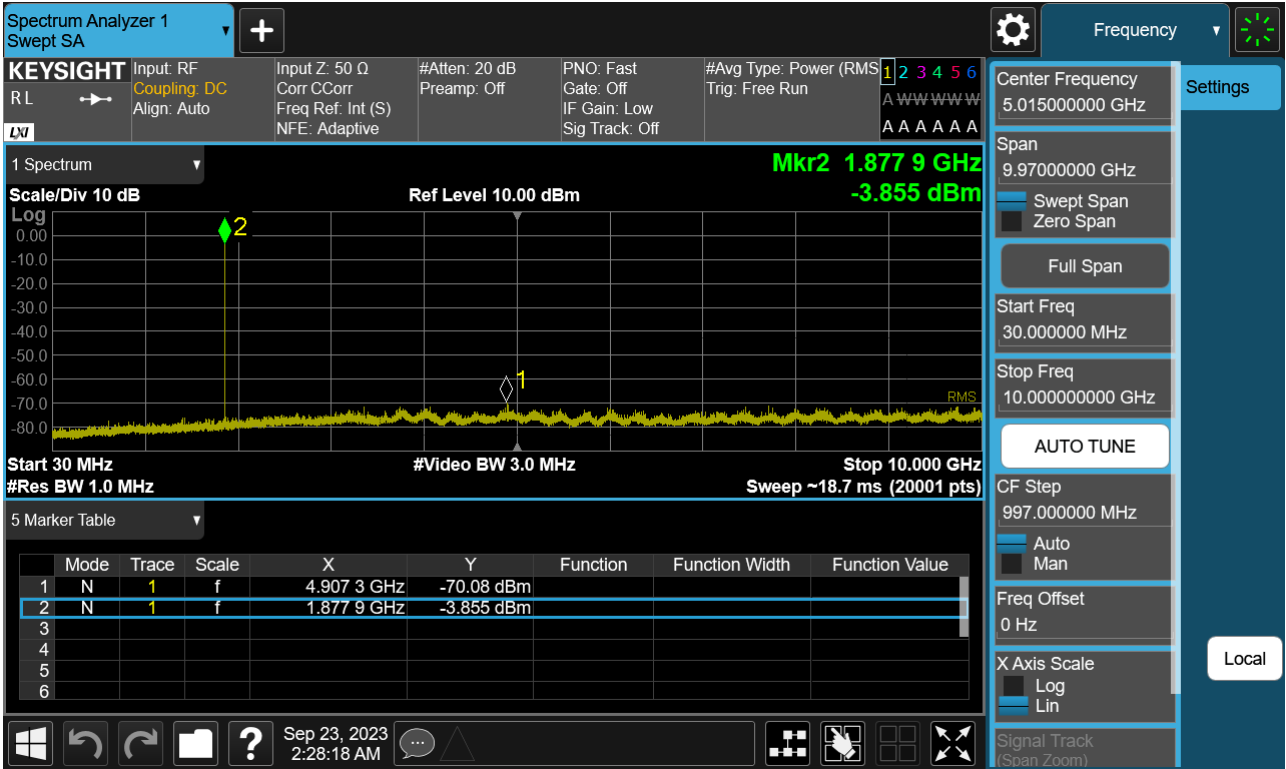 Spectrum Analyzer 1
Swept SA
+
Frequency
KEYSIGHT
R L
LXI
Input: RF
Coupling: DC
Align: Auto
Input Z: 50 Ω
Corr CCorr
Freq Ref: Int (S)
NFE: Adaptive
#Atten: 20 dB
Preamp: Off
PNO: Fast
Gate: Off
IF Gain: Low
Sig Track: Off
#Avg Type: Power (RMS
Trig: Free Run
1 2 3 4 5 6
A W W W W W
A A A A A A
1 Spectrum
Mkr2 1.877 9 GHz
-3.855 dBm
Scale/Div 10 dB
Ref Level 10.00 dBm
Log
0.00
-10.0
-20.0
-30.0
-40.0
-50.0
-60.0
-70.0
-80.0
2
1
RMS
Start 30 MHz
#Video BW 3.0 MHz
Stop 10.000 GHz
#Res BW 1.0 MHz
Sweep ~18.7 ms (20001 pts)
5 Marker Table
Mode Trace Scale X Y Function Function Width Function Value
1 N 1 f 4.907 3 GHz -70.08 dBm
2 N 1 f 1.877 9 GHz -3.855 dBm
3
4
5
6
?
Sep 23, 2023
2:28:18 AM
Center Frequency
5.015000000 GHz
Span
9.97000000 GHz
Swept Span
Zero Span
Full Span
Start Freq
30.000000 MHz
Stop Freq
10.000000000 GHz
AUTO TUNE
CF Step
997.000000 MHz
Auto
Man
Freq Offset
0 Hz
X Axis Scale
Log
Lin
Signal Track
(Span Zoom)
Settings
Local